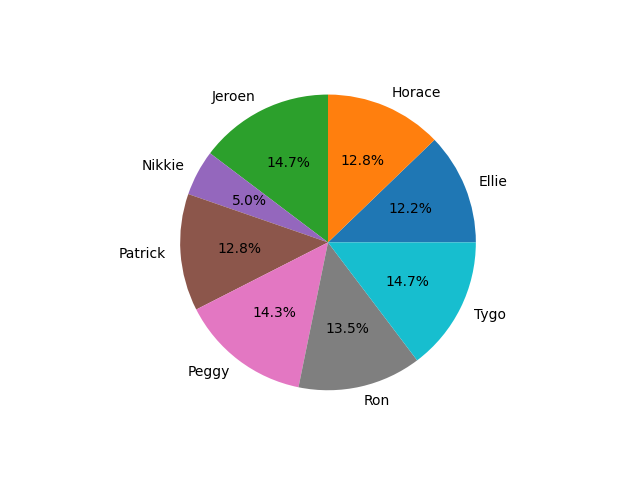 Jeroen
Horace
14.7%
12.8%
Nikkie
Ellie
5.0%
12.2%
Patrick
12.8%
14.7%
14.3%
13.5%
Tygo
Peggy
Ron